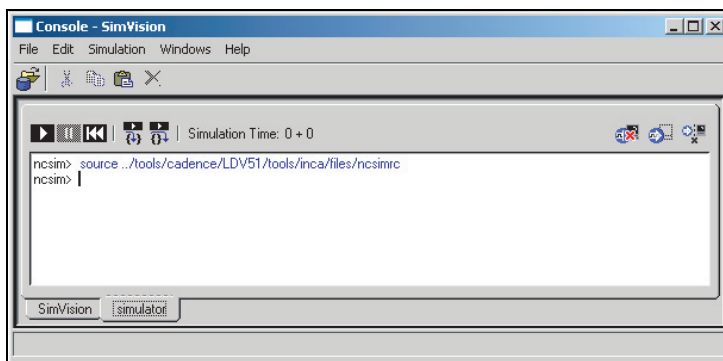 Console - SimVision
File Edit Simulation Windows Help
Simulation Time: 0 + 0
ncsim> source ../tools/cadence/LDV51/tools/inca/files/ncsimrc
ncsim>
SimVision simulator